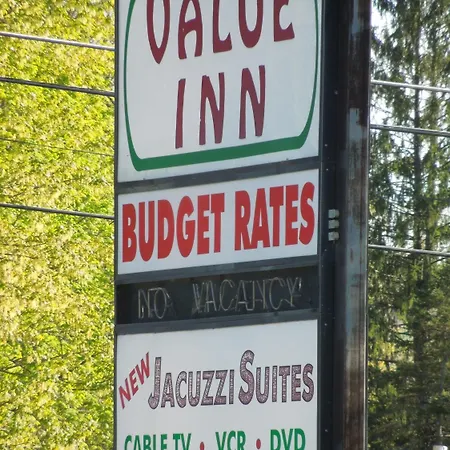 VALUE
INN
BUDGET RATES
NO VACANCY
NEW JACUZZI SUITES
CABLE TV • VCR • DVD